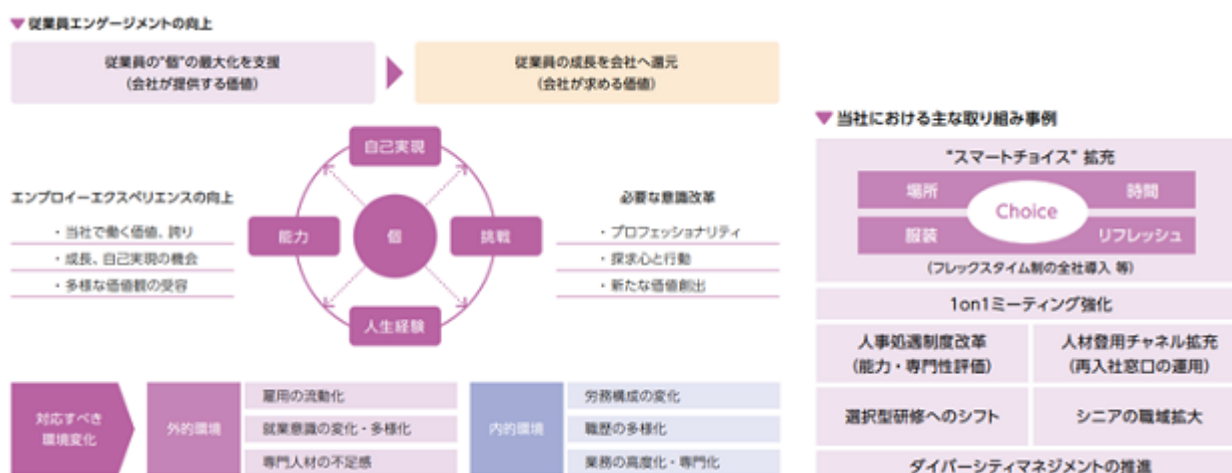 ▼従業員エンゲージメントの向上
従業員の"個"の最大化を支援
(会社が提供する価値)
従業員の成長を会社へ還元
(会社が求める価値)
エンプロイーエクスペリエンスの向上
・当社で働く価値、誇り
・成長、自己実現の機会
・多様な価値観の受容
自己実現
能力
個
挑戦
人生経験
必要な意識改革
・プロフェッショナリティ
・探求心と行動
・新たな価値創出
対応すべき
環境変化
外的環境
雇用の流動化
就業意識の変化・多様化
専門人材の不足感
内的環境
労務構成の変化
職歴の多様化
業務の高度化・専門化
▼当社における主な取り組み事例
"スマートチョイス" 拡充
場所
時間
Choice
服装
リフレッシュ
(フレックスタイム制の全社導入 等)
1on1ミーティング強化
人事処遇制度改革
(能力・専門性評価)
人材登用チャネル拡充
(再入社窓口の運用)
選択型研修へのシフト
シニアの職域拡大
ダイバーシティマネジメントの推進